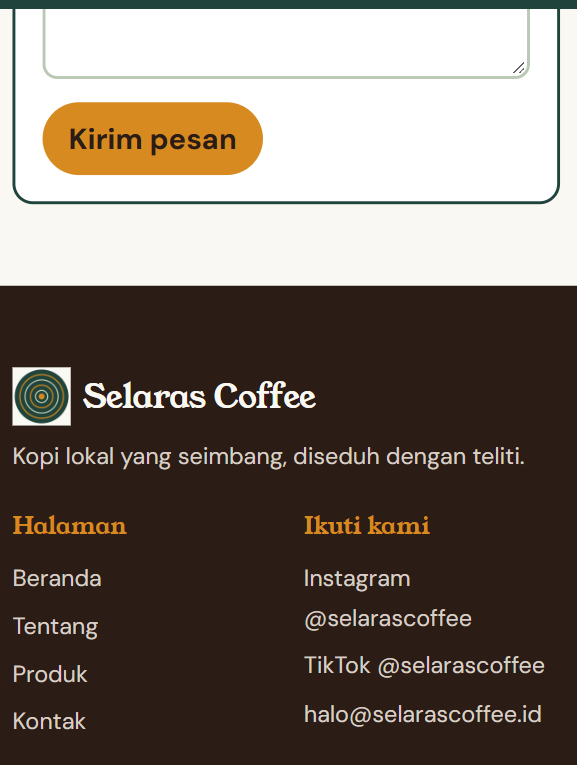 Kirim pesan
Selaras Coffee
Kopi lokal yang seimbang, diseduh dengan teliti.
Halaman
Beranda
Tentang
Produk
Kontak
Ikuti kami
Instagram
@selarascoffee
TikTok @selarascoffee
halo@selarascoffee.id